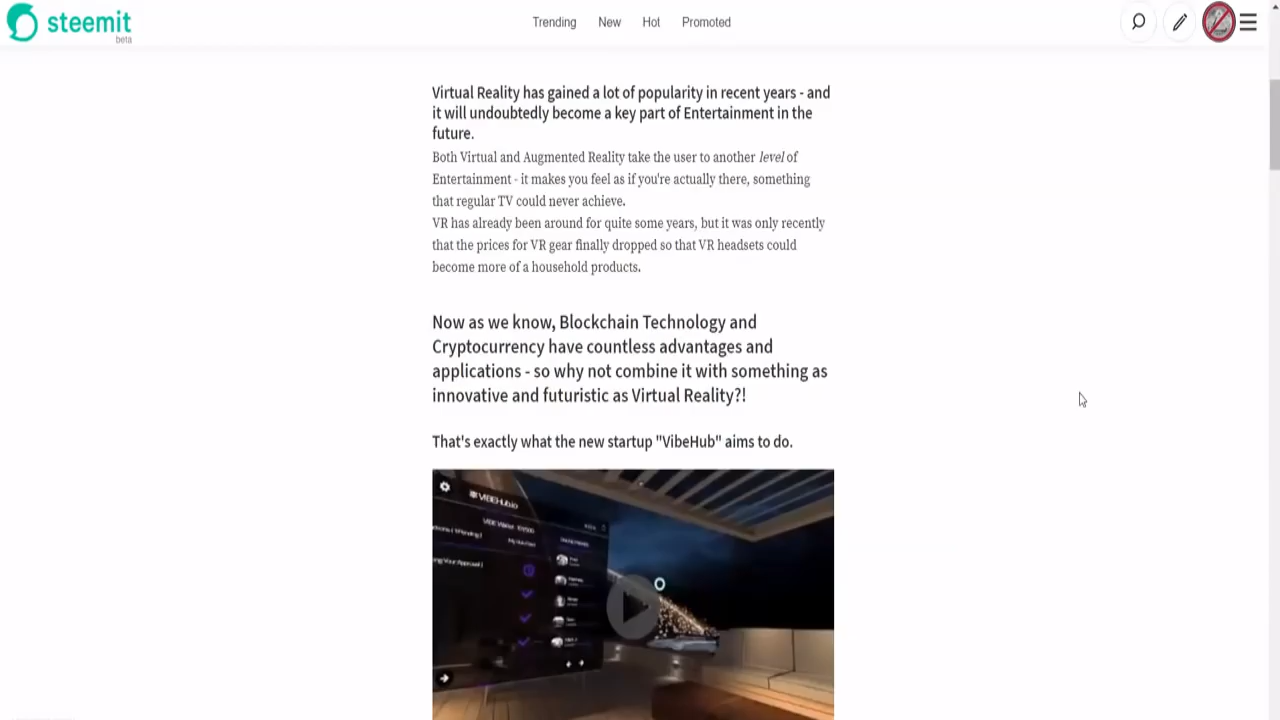 steemit
beta
Trending
New
Hot
Promoted
Virtual Reality has gained a lot of popularity in recent years - and
it will undoubtedly become a key part of Entertainment in the
future.
Both Virtual and Augmented Reality take the user to another level of
Entertainment - it makes you feel as if you're actually there, something
that regular TV could never achieve.
VR has already been around for quite some years, but it was only recently
that the prices for VR gear finally dropped so that VR headsets could
become more of a household products.
Now as we know, Blockchain Technology and
Cryptocurrency have countless advantages and
applications - so why not combine it with something as
innovative and futuristic as Virtual Reality?!
That's exactly what the new startup "VibeHub" aims to do.
VIBEHub.io